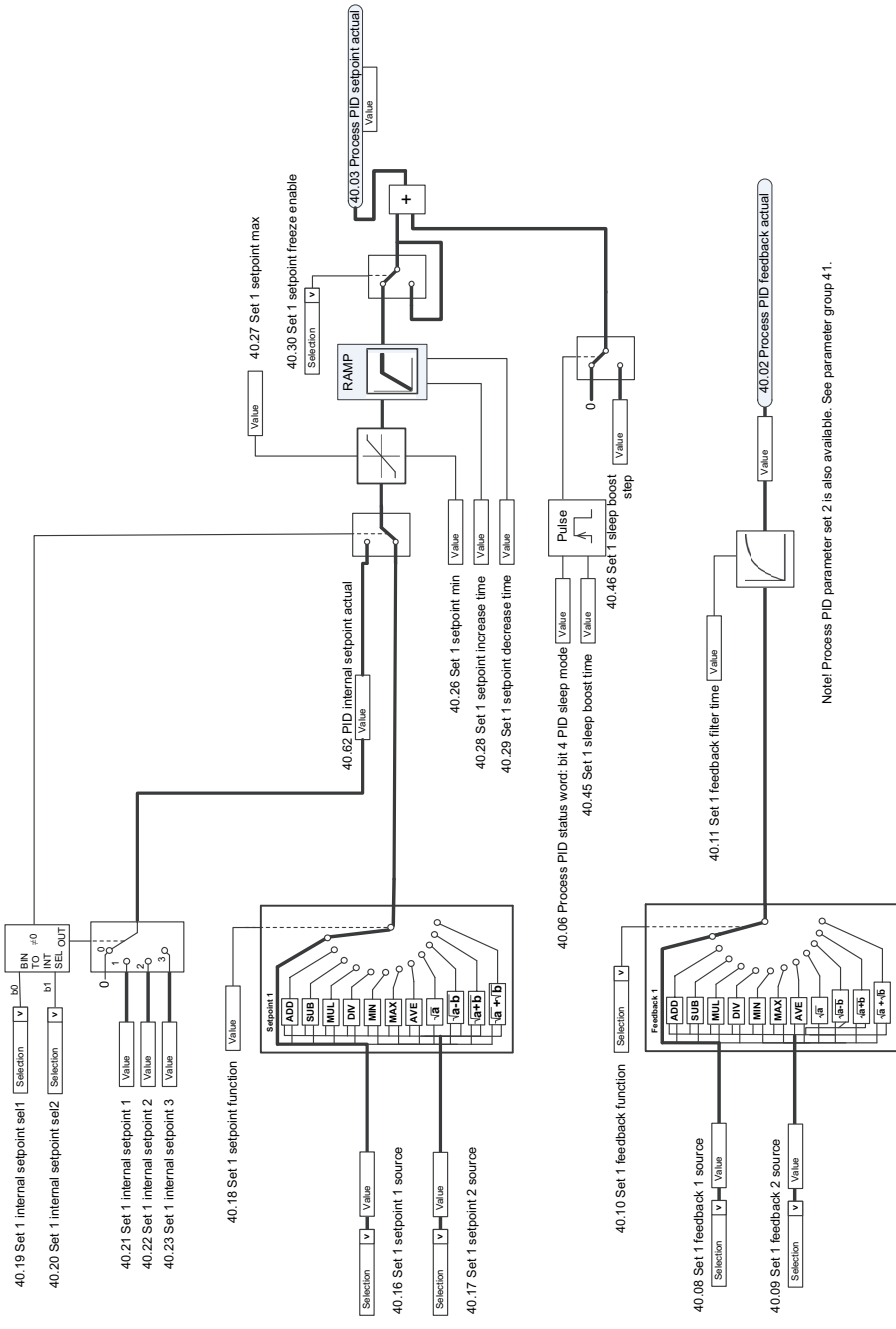 40.19 Set 1 internal setpoint sel1
Selection v
b0
40.20 Set 1 internal setpoint sel2
Selection v
b1
BIN
TO
INT
SEL
≠0
OUT
40.21 Set 1 internal setpoint 1
Value
40.22 Set 1 internal setpoint 2
Value
40.23 Set 1 internal setpoint 3
Value
0
0
1
2
3
40.62 PID internal setpoint actual
Value
40.27 Set 1 setpoint max
Value
40.30 Set 1 setpoint freeze enable
Selection v
RAMP
+
40.03 Process PID setpoint actual
Value
40.18 Set 1 setpoint function
Value
Setpoint 1
ADD
SUB
MUL
DIV
MIN
MAX
AVE
√a
√a-b
√a+b
√a +√b
Selection v
Value
40.16 Set 1 setpoint 1 source
Selection v
Value
40.17 Set 1 setpoint 2 source
40.26 Set 1 setpoint min
Value
40.28 Set 1 setpoint increase time
Value
40.29 Set 1 setpoint decrease time
Value
40.06 Process PID status word: bit 4 PID sleep mode
Value
40.45 Set 1 sleep boost time
Value
Pulse
0
Value
40.46 Set 1 sleep boost
step
40.10 Set 1 feedback function
Selection v
Feedback 1
ADD
SUB
MUL
DIV
MIN
MAX
AVE
√a
√a-b
√a+b
√a +√b
40.08 Set 1 feedback 1 source
Selection v
Value
40.09 Set 1 feedback 2 source
Selection v
Value
40.11 Set 1 feedback filter time
Value
Value
40.02 Process PID feedback actual
Note! Process PID parameter set 2 is also available. See parameter group 41.